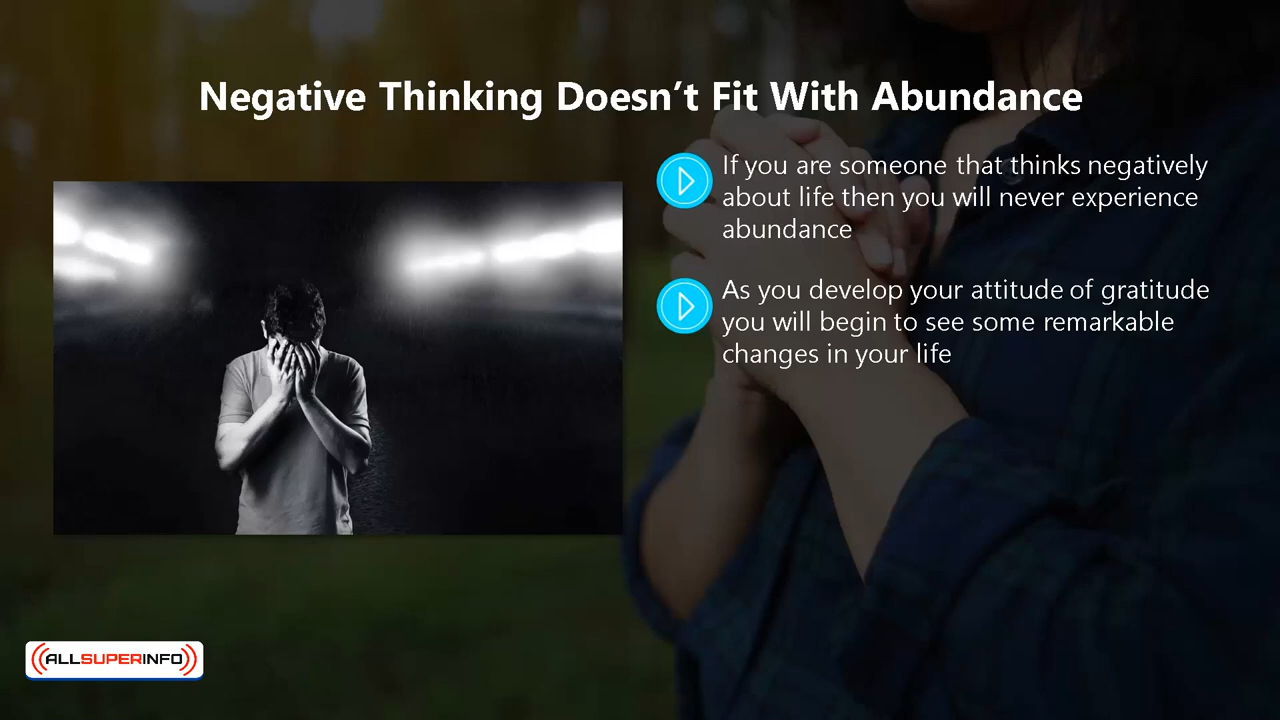 Negative Thinking Doesn’t Fit With Abundance
If you are someone that thinks negatively
about life then you will never experience
abundance
As you develop your attitude of gratitude
you will begin to see some remarkable
changes in your life
ALLSUPERINFO